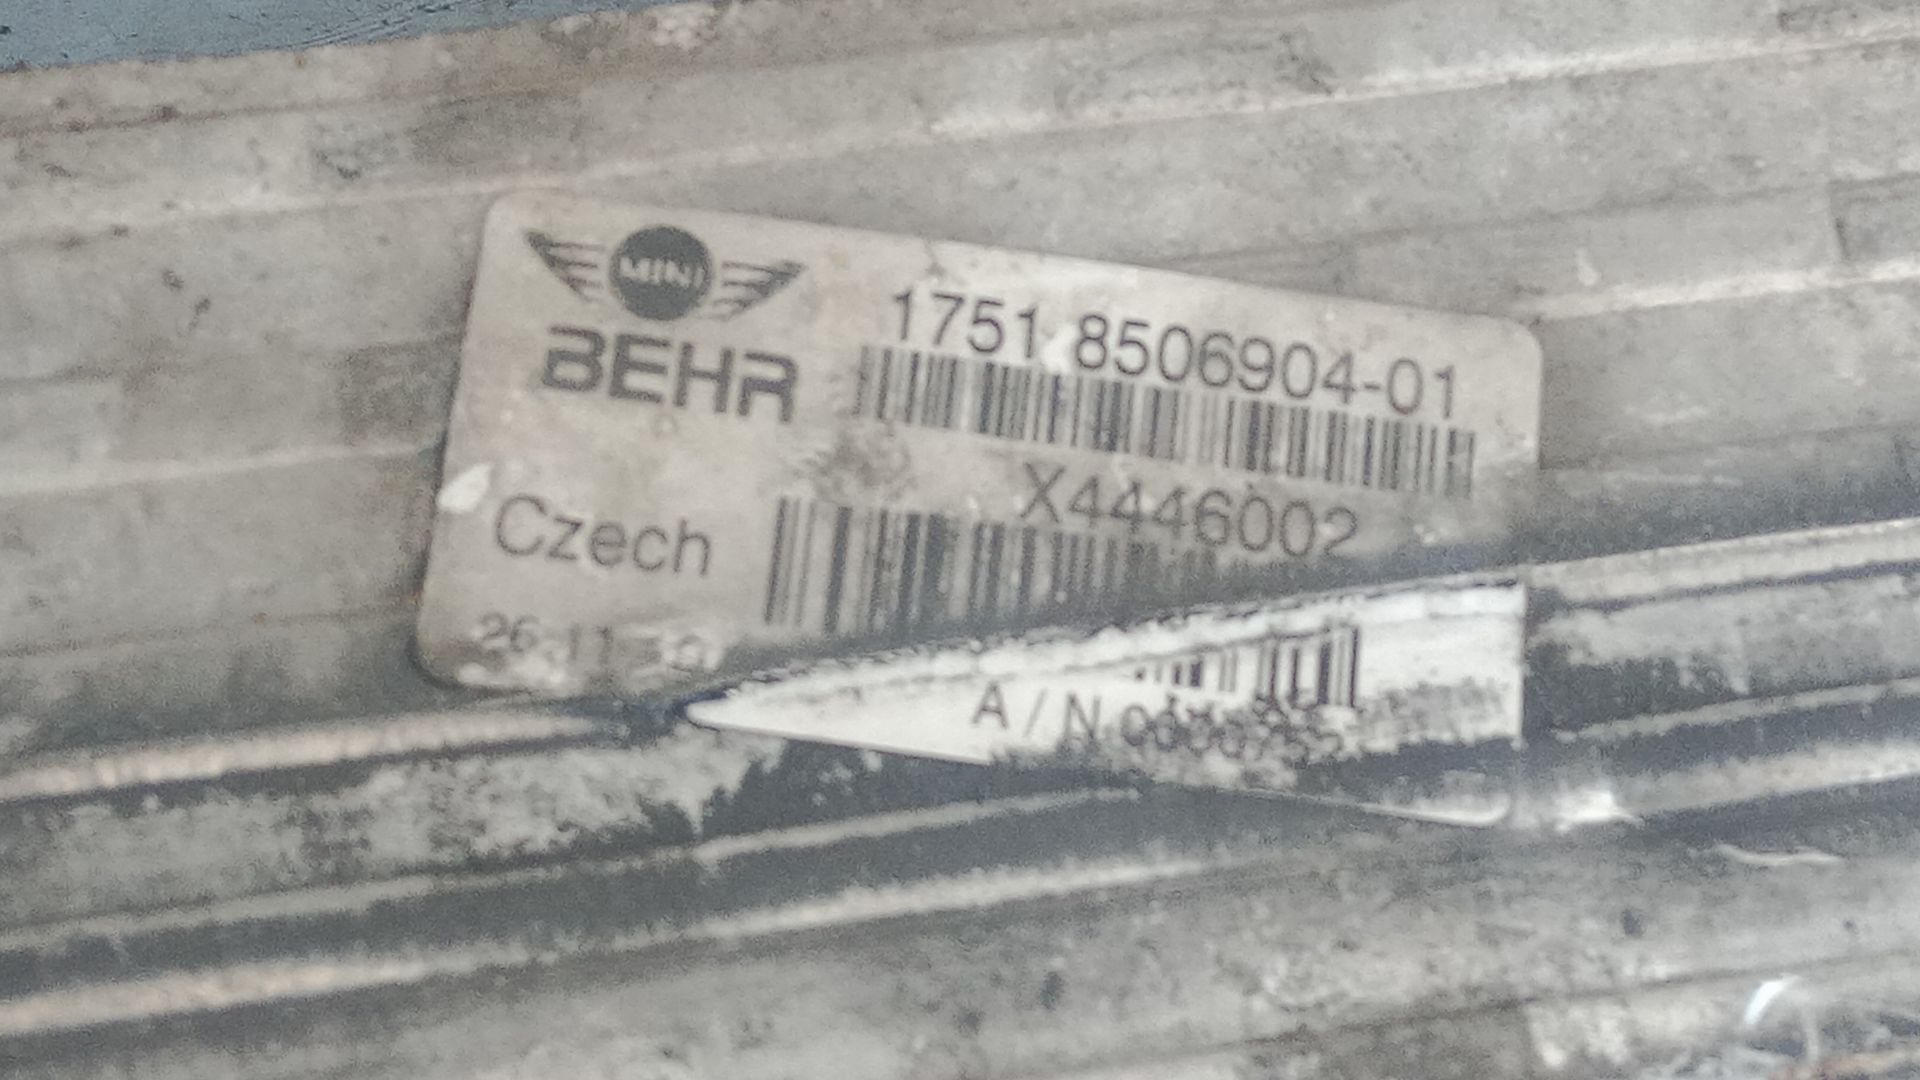 MINI
BEHR
1751 8506904-01
X4446002
Czech
A / N